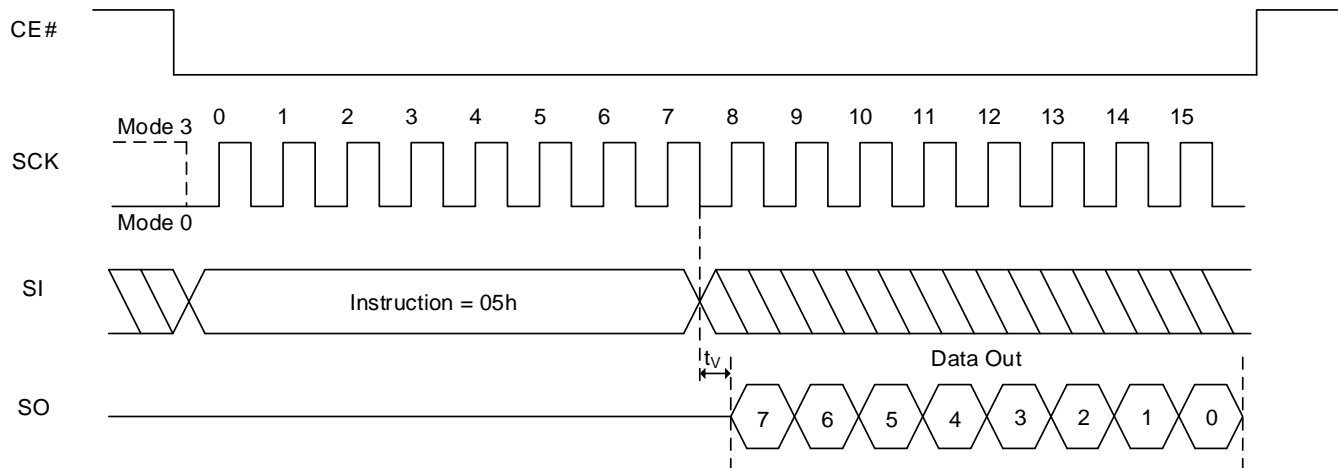 CE#
0 1 2 3 4 5 6 7 8 9 10 11 12 13 14 15
Mode 3
SCK
Mode 0
SI
Instruction = 05h
tV
Data Out
SO
7 6 5 4 3 2 1 0